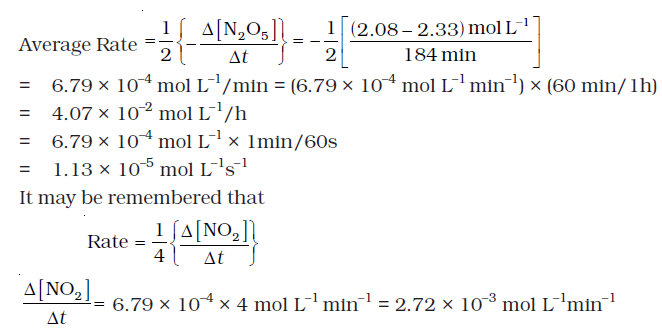 Average Rate = 1/2 {− Δ[N₂O₅]/Δt} = − 1/2 [(2.08 – 2.33) mol L⁻¹ / 184 min]
= 6.79 × 10⁻⁴ mol L⁻¹/min = (6.79 × 10⁻⁴ mol L⁻¹ min⁻¹) × (60 min/1h)
= 4.07 × 10⁻² mol L⁻¹/h
= 6.79 × 10⁻⁴ mol L⁻¹ × 1min/60s
= 1.13 × 10⁻⁵ mol L⁻¹s⁻¹
It may be remembered that
Rate = 1/4 {Δ[NO₂]/Δt}
Δ[NO₂]/Δt = 6.79 × 10⁻⁴ × 4 mol L⁻¹ min⁻¹ = 2.72 × 10⁻³ mol L⁻¹min⁻¹